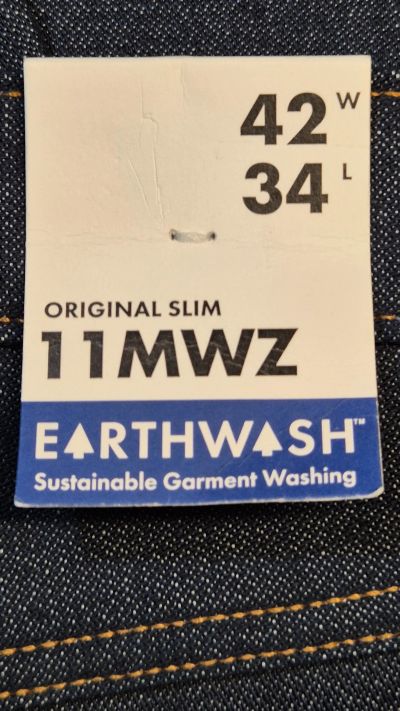 42 W
34 L
ORIGINAL SLIM
11MWZ
EARTHWASH™
Sustainable Garment Washing